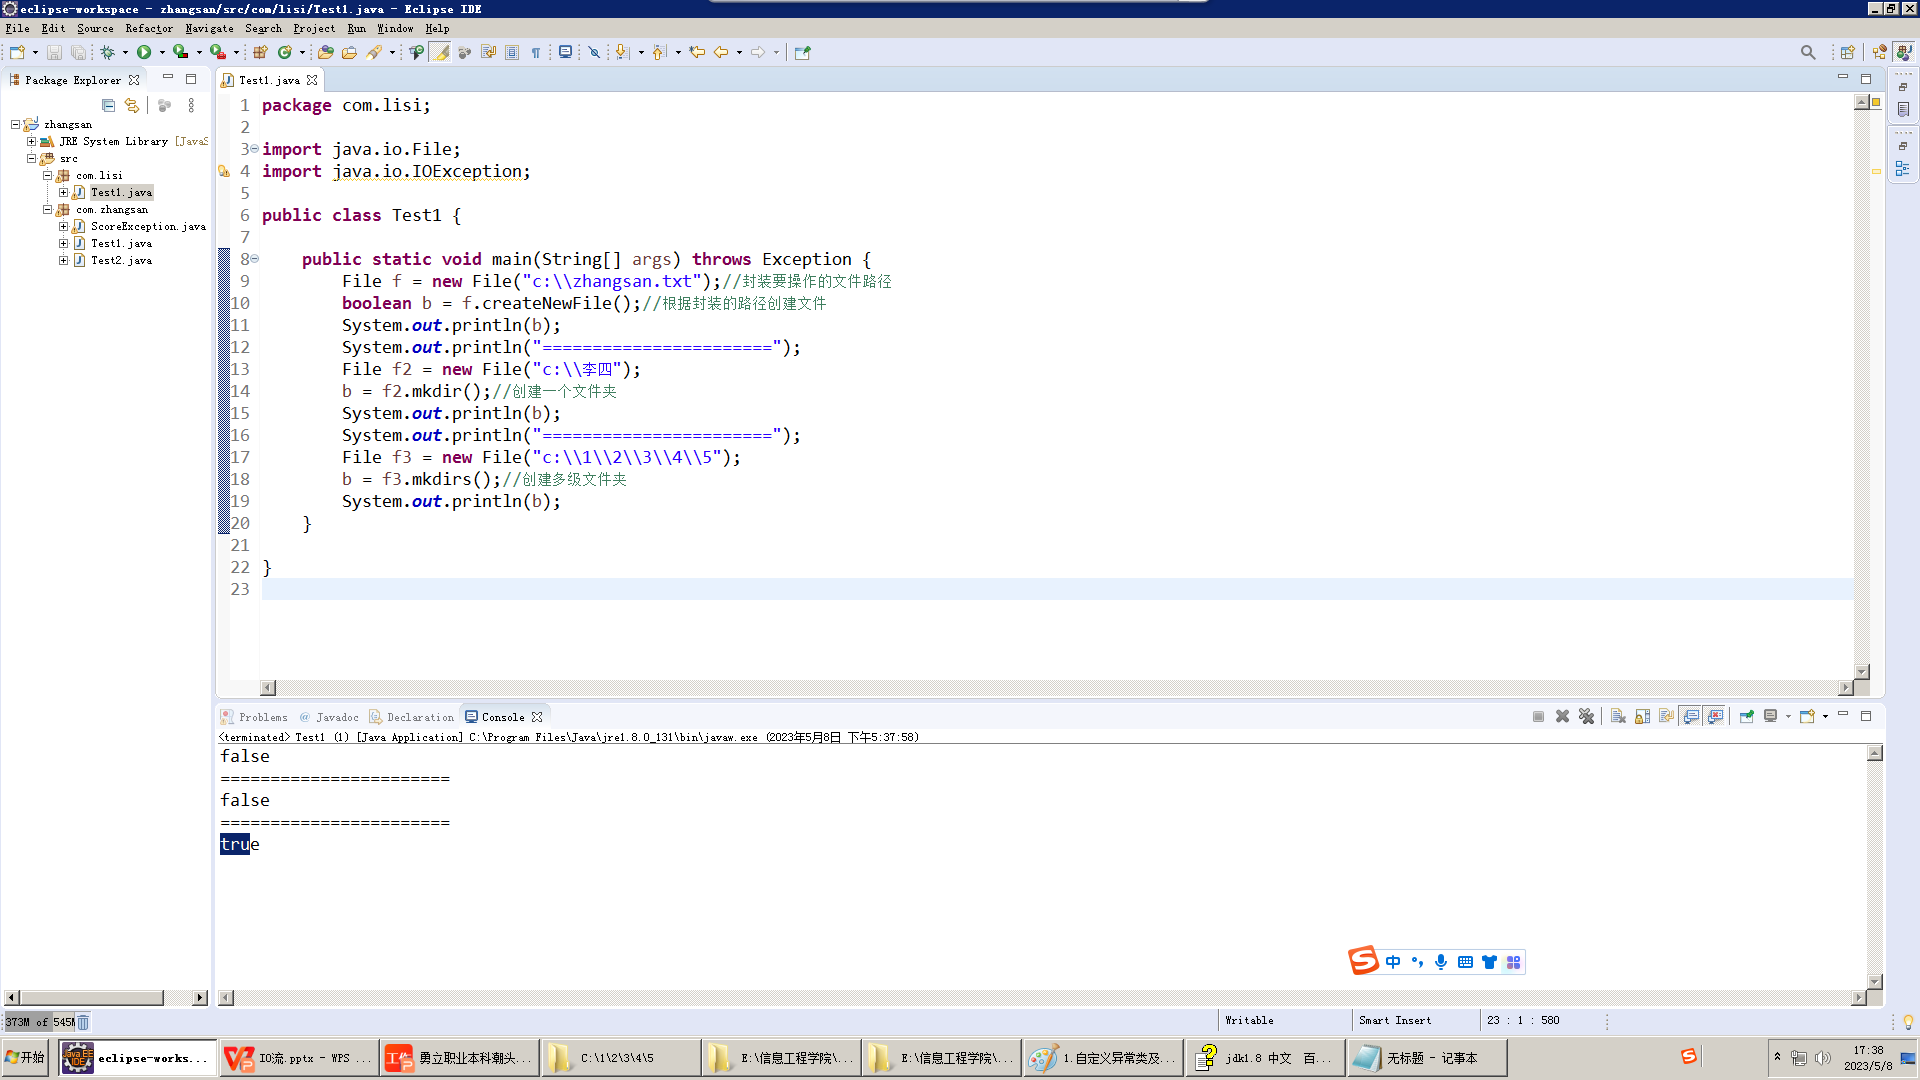 eclipse-workspace - zhangsan/src/com/lisi/Test1.java - Eclipse IDE
File Edit Source Refactor Navigate Search Project Run Window Help
Package Explorer
zhangsan
JRE System Library [JavaS
src
com.lisi
Test1.java
com.zhangsan
ScoreException.java
Test1.java
Test2.java
Test1.java
1 package com.lisi;
2
3 import java.io.File;
4 import java.io.IOException;
5
6 public class Test1 {
7
8 public static void main(String[] args) throws Exception {
9 File f = new File("c:\\zhangsan.txt");//封装要操作的文件路径
10 boolean b = f.createNewFile();//根据封装的路径创建文件
11 System.out.println(b);
12 System.out.println("=======================");
13 File f2 = new File("c:\\李四");
14 b = f2.mkdir();//创建一个文件夹
15 System.out.println(b);
16 System.out.println("=======================");
17 File f3 = new File("c:\\1\\2\\3\\4\\5");
18 b = f3.mkdirs();//创建多级文件夹
19 System.out.println(b);
20 }
21
22 }
23
Problems @ Javadoc Declaration Console
<terminated> Test1 (1) [Java Application] C:\Program Files\Java\jre1.8.0_131\bin\javaw.exe (2023年5月8日 下午5:37:58)
false
=======================
false
=======================
true
中
373M of 545M
Writable
Smart Insert
23 : 1 : 580
开始
eclipse-works...
IO流.pptx - WPS ...
勇立职业本科潮头...
C:\1\2\3\4\5
E:\信息工程学院\...
E:\信息工程学院\...
1.自定义异常类及...
jdk1.8 中文 百...
无标题 - 记事本
17:38
2023/5/8